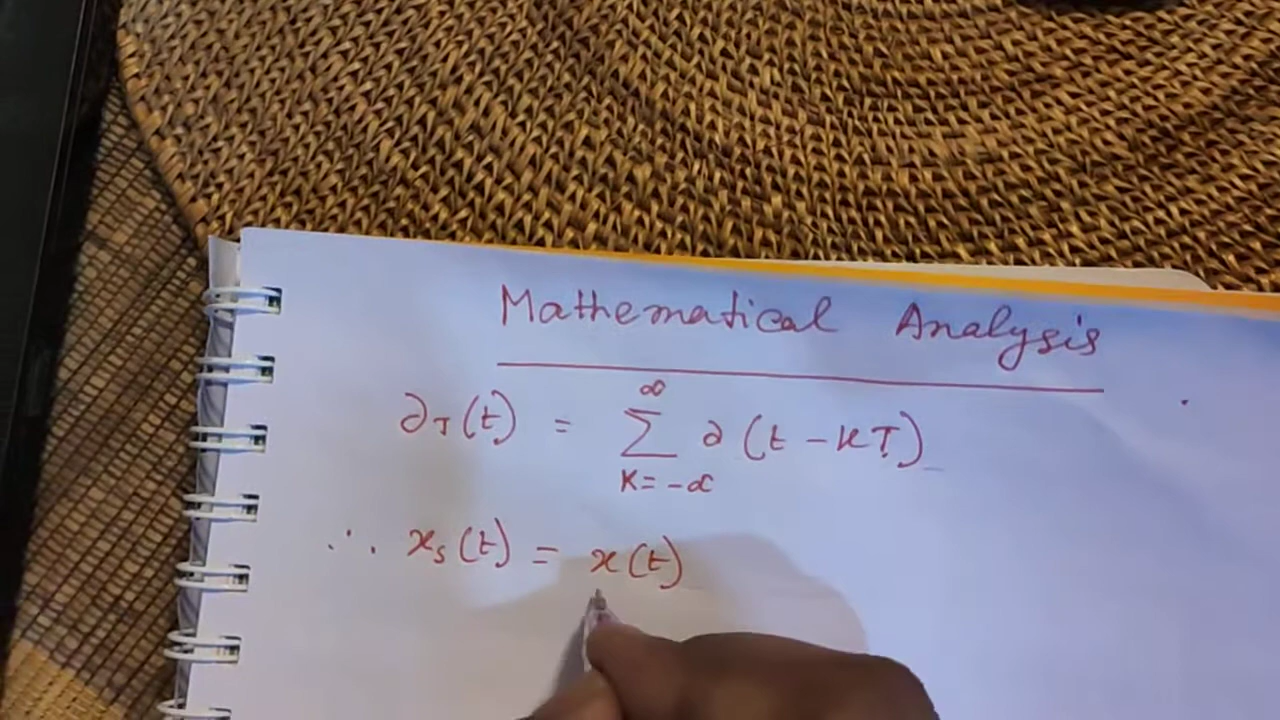 Mathematical Analysis
∂T(t) = ∞∑K=-∞ ∂(t-KT)
∴ xs(t) = x(t)